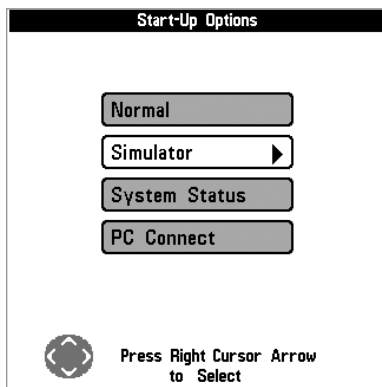 Start-Up Options
Normal
Simulator
System Status
PC Connect
Press Right Cursor Arrow
to Select